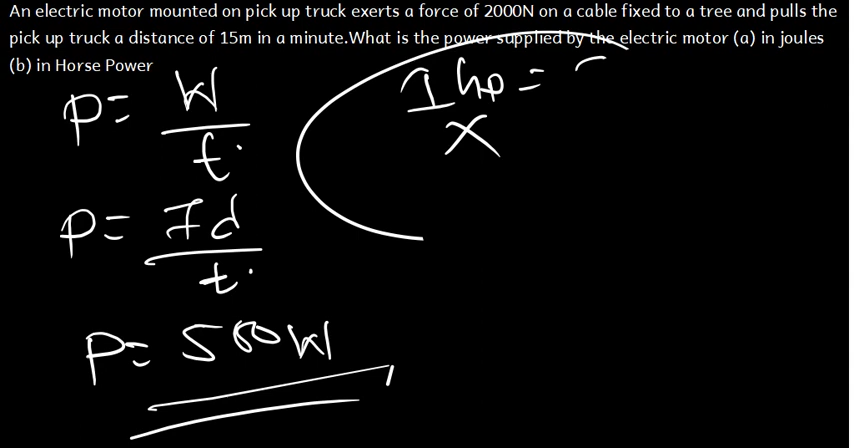 An electric motor mounted on pick up truck exerts a force of 2000N on a cable fixed to a tree and pulls the
pick up truck a distance of 15m in a minute.What is the power supplied by the electric motor (a) in joules
(b) in Horse Power
P= W
t.
1hp =
x
P= Fd
t.
P= 500W